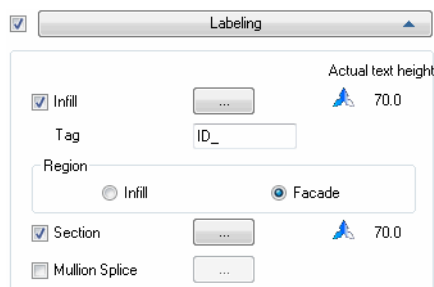 Labeling
Actual text height
Infill ... 70.0
Tag ID_
Region
Infill Facade
Section ... 70.0
Mullion Splice ...